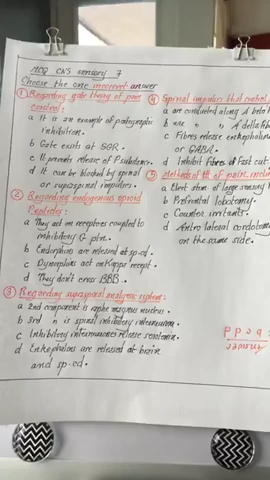 MCQ CNS sensory 7
Choose the one incorrect answer
① Regarding gate theory of pain control:
a It is an example of
inhibition.
b Gate exists at SGR.
c It prevents release of P substance.
d It can be blocked by spinal
or supraspinal impulses.
② Regarding endogenous opioid
Peptides:
a They act on receptors coupled to
inhibitory G ptn.
b Endorphins are released at sp.cd.
c Dynorphins act on Kappa recept.
d They don't cross BBB.
③ Regarding supraspinal analgesic system:
a 2nd component is raphe magnus nucleus.
b 3rd " is spinal inhibitory interneuron.
c Inhibitory interneurones release serotonin.
d Enkephalins are released at brain
and sp.cd.
④ Spinal impulses that control
a are conducted along A beta
b " " " A delta fib
c Fibres release enkephalin
or GABA.
d Inhibit fibres of fast cut.
⑤ Methods of of pain
a Elect stim of large sensory
b Prefrontal lobotomy.
c Counter irritants.
d Antro lateral cordotomy
on the same side.